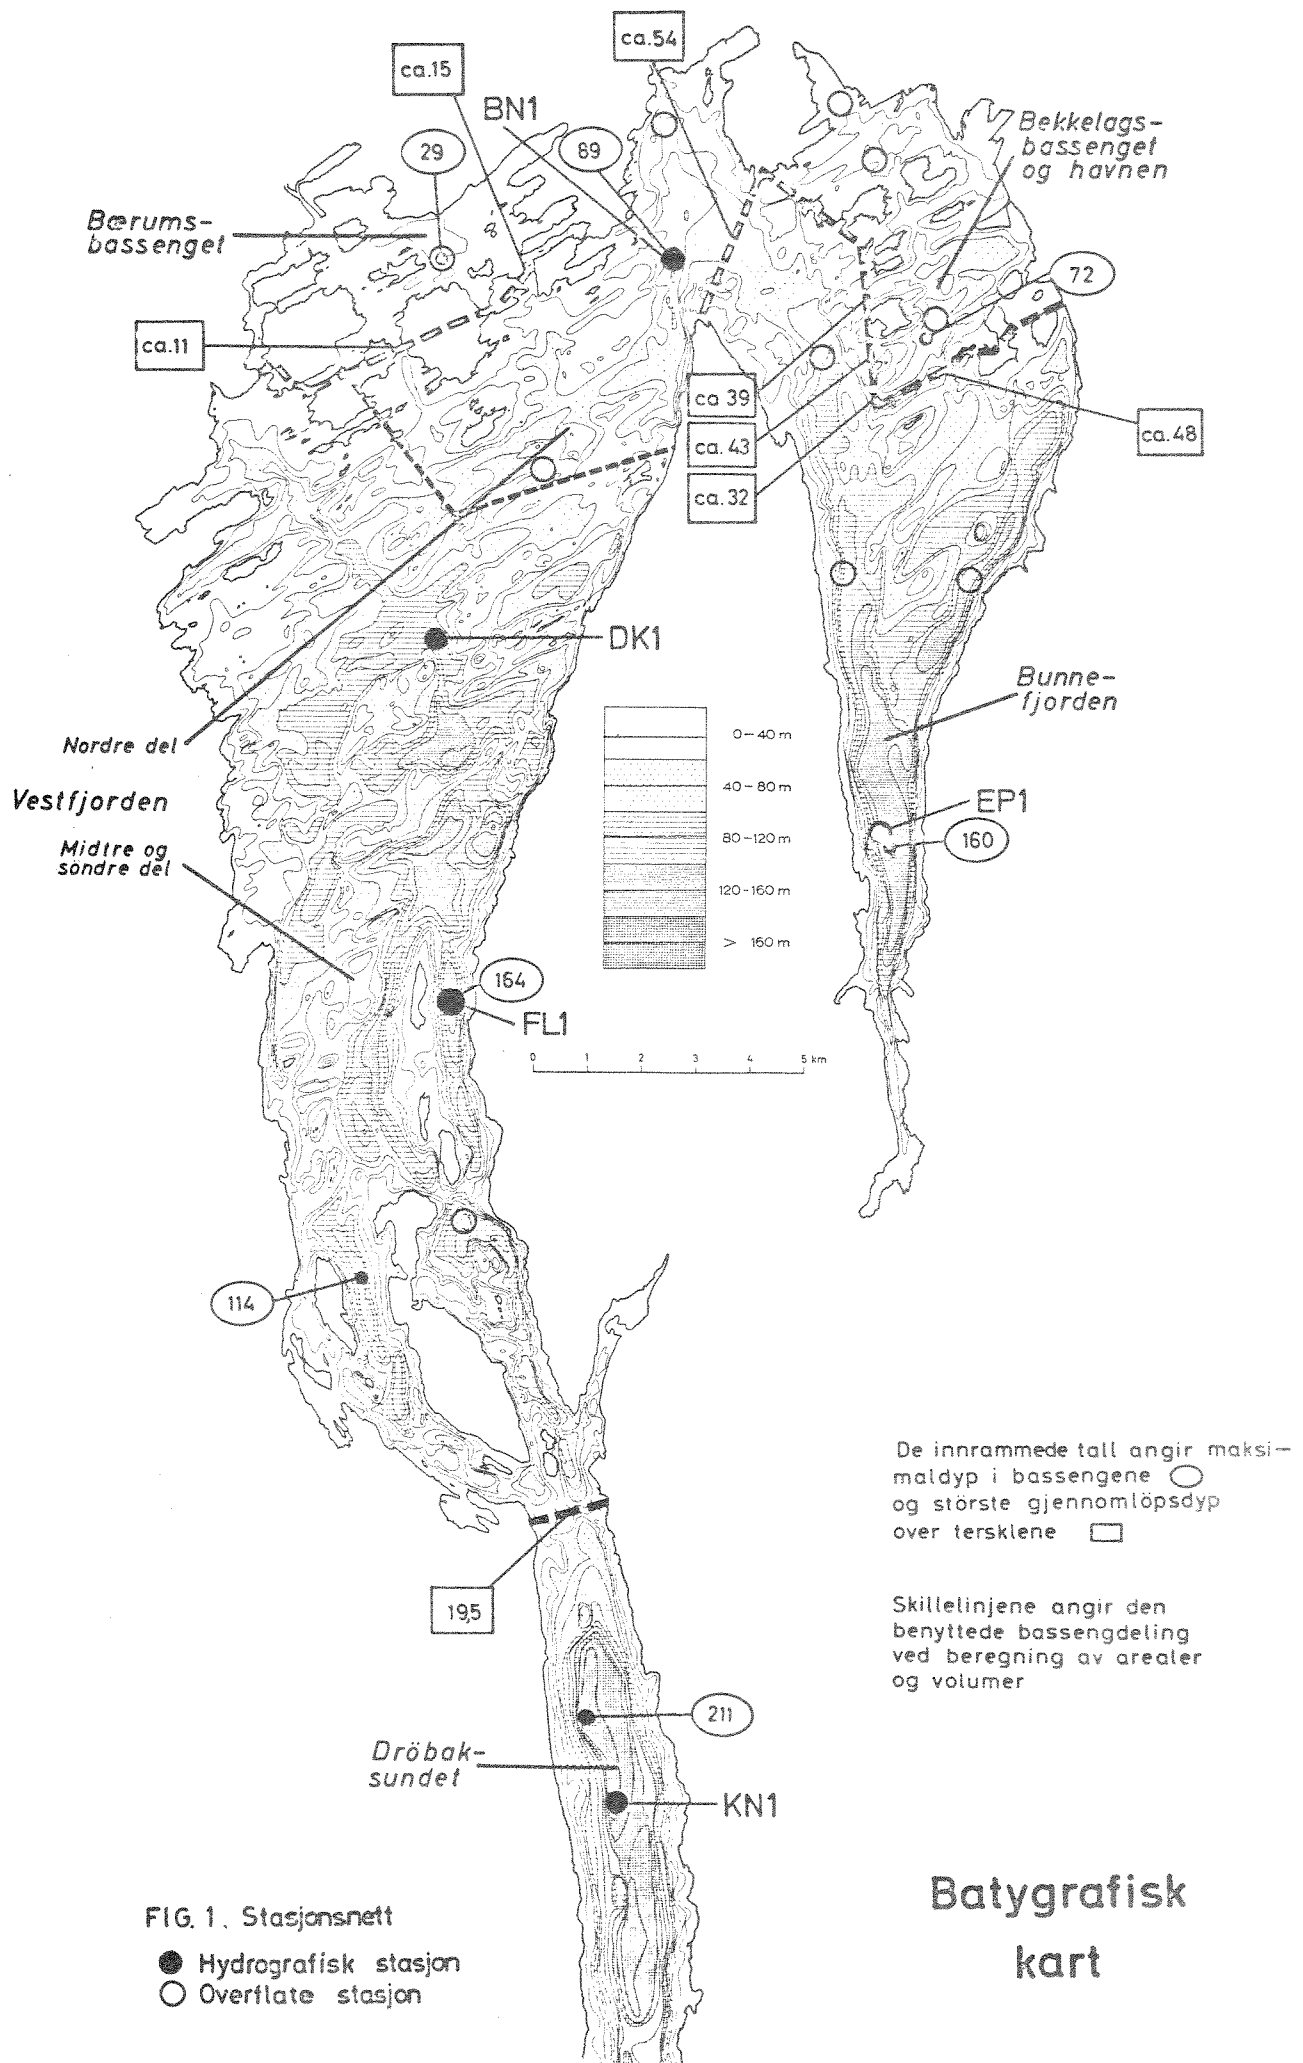 ca.54
ca.15
BN1
29
89
Bekkelags-
bassenget
og havnen
Bærums-
bassenget
72
ca.11
ca 39
ca. 43
ca.32
ca.48
DK1
Bunne-
fjorden
Nordre del
0-40 m
40-80 m
80-120 m
120-160 m
> 160 m
Vestfjorden
EP1
160
Midtre og
söndre del
164
FL1
0 1 2 3 4 5 km
114
De innrammede tall angir maksi-
maldyp i bassengene
og störste gjennomlöpsdyp
over tersklene
19,5
Skillelinjene angir den
benyttede bassengdeling
ved beregning av arealer
og volumer
211
Dröbak-
sundet
KN1
Batygrafisk
kart
FIG. 1. Stasjonsnett
Hydrografisk stasjon
Overflate stasjon